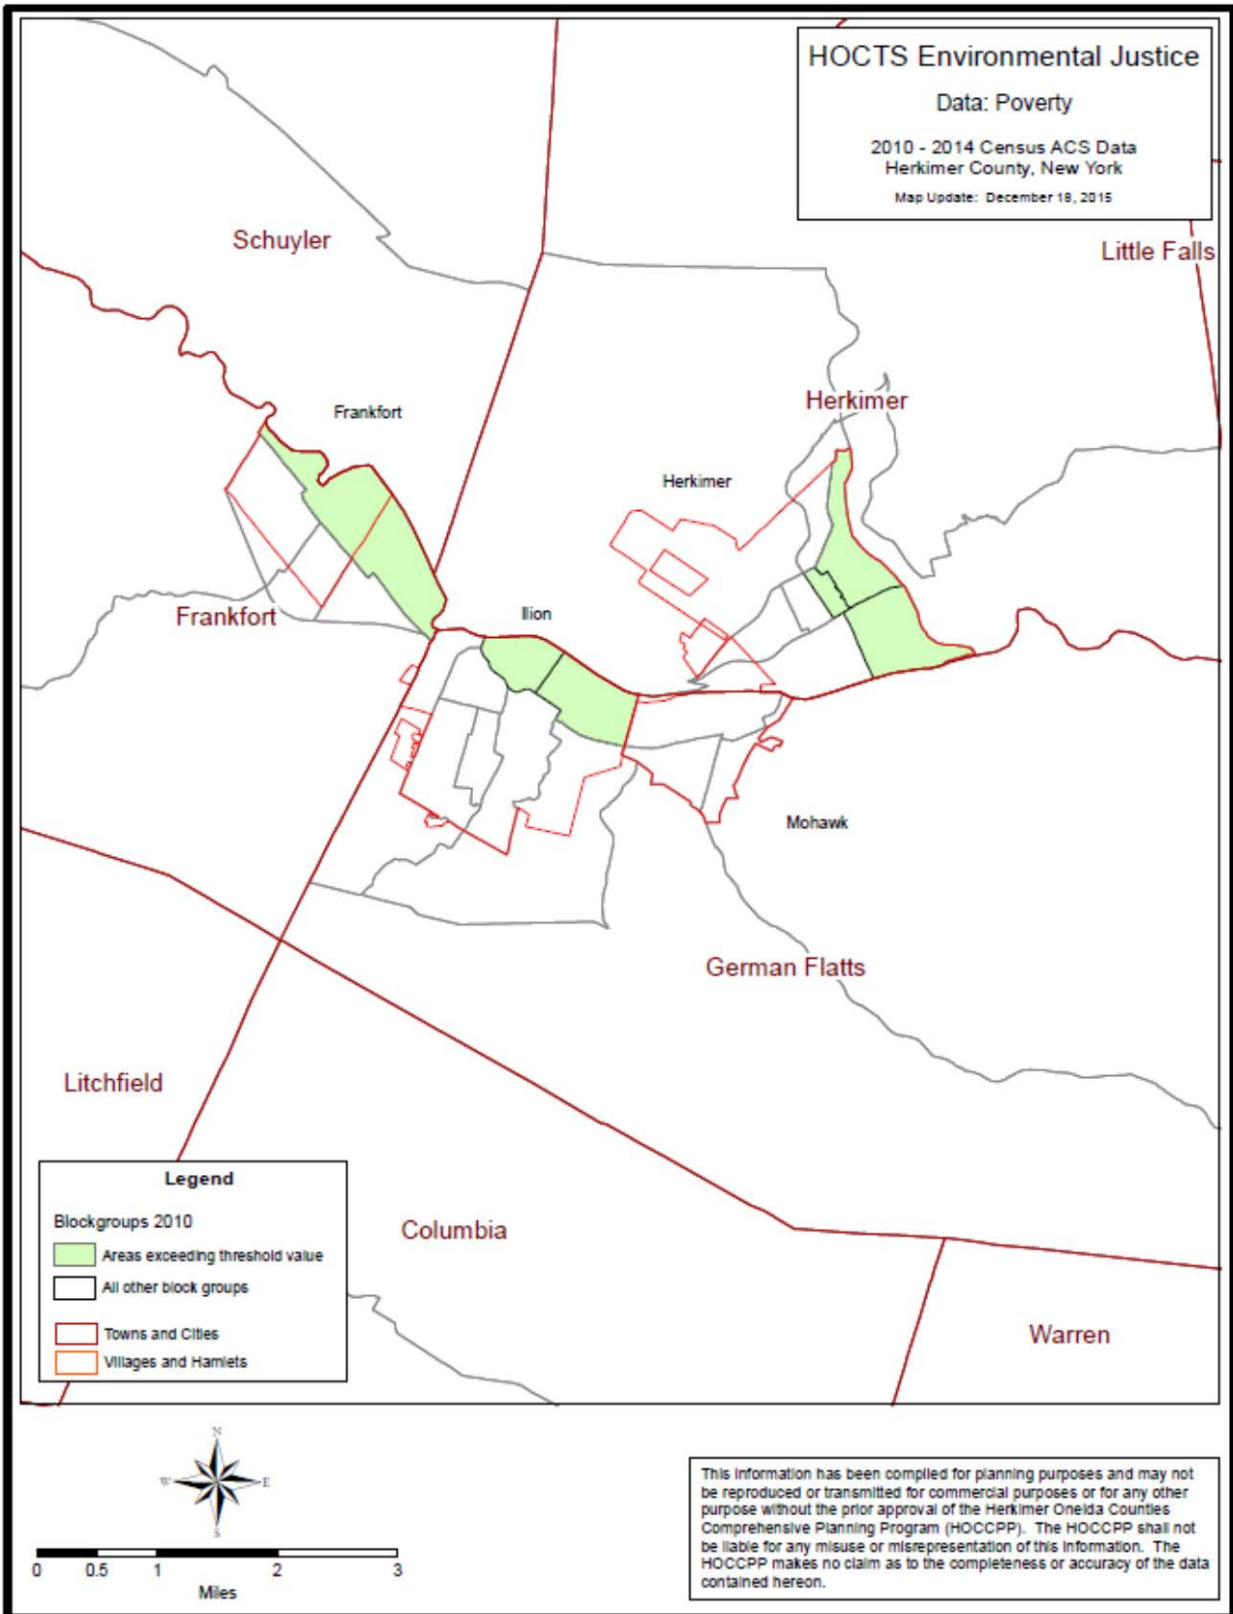 HOCTS Environmental Justice
Data: Poverty
2010 - 2014 Census ACS Data
Herkimer County, New York
Map Update: December 18, 2015
Schuyler
Little Falls
Frankfort
Herkimer
Herkimer
Frankfort
Ilion
Mohawk
German Flatts
Litchfield
Columbia
Warren
Legend
Blockgroups 2010
Areas exceeding threshold value
All other block groups
Towns and Cities
Villages and Hamlets
N
W
E
S
0 0.5 1 2 3
Miles
This information has been compiled for planning purposes and may not
be reproduced or transmitted for commercial purposes or for any other
purpose without the prior approval of the Herkimer Oneida Counties
Comprehensive Planning Program (HOCCPP). The HOCCPP shall not
be liable for any misuse or misrepresentation of this information. The
HOCCPP makes no claim as to the completeness or accuracy of the data
contained hereon.